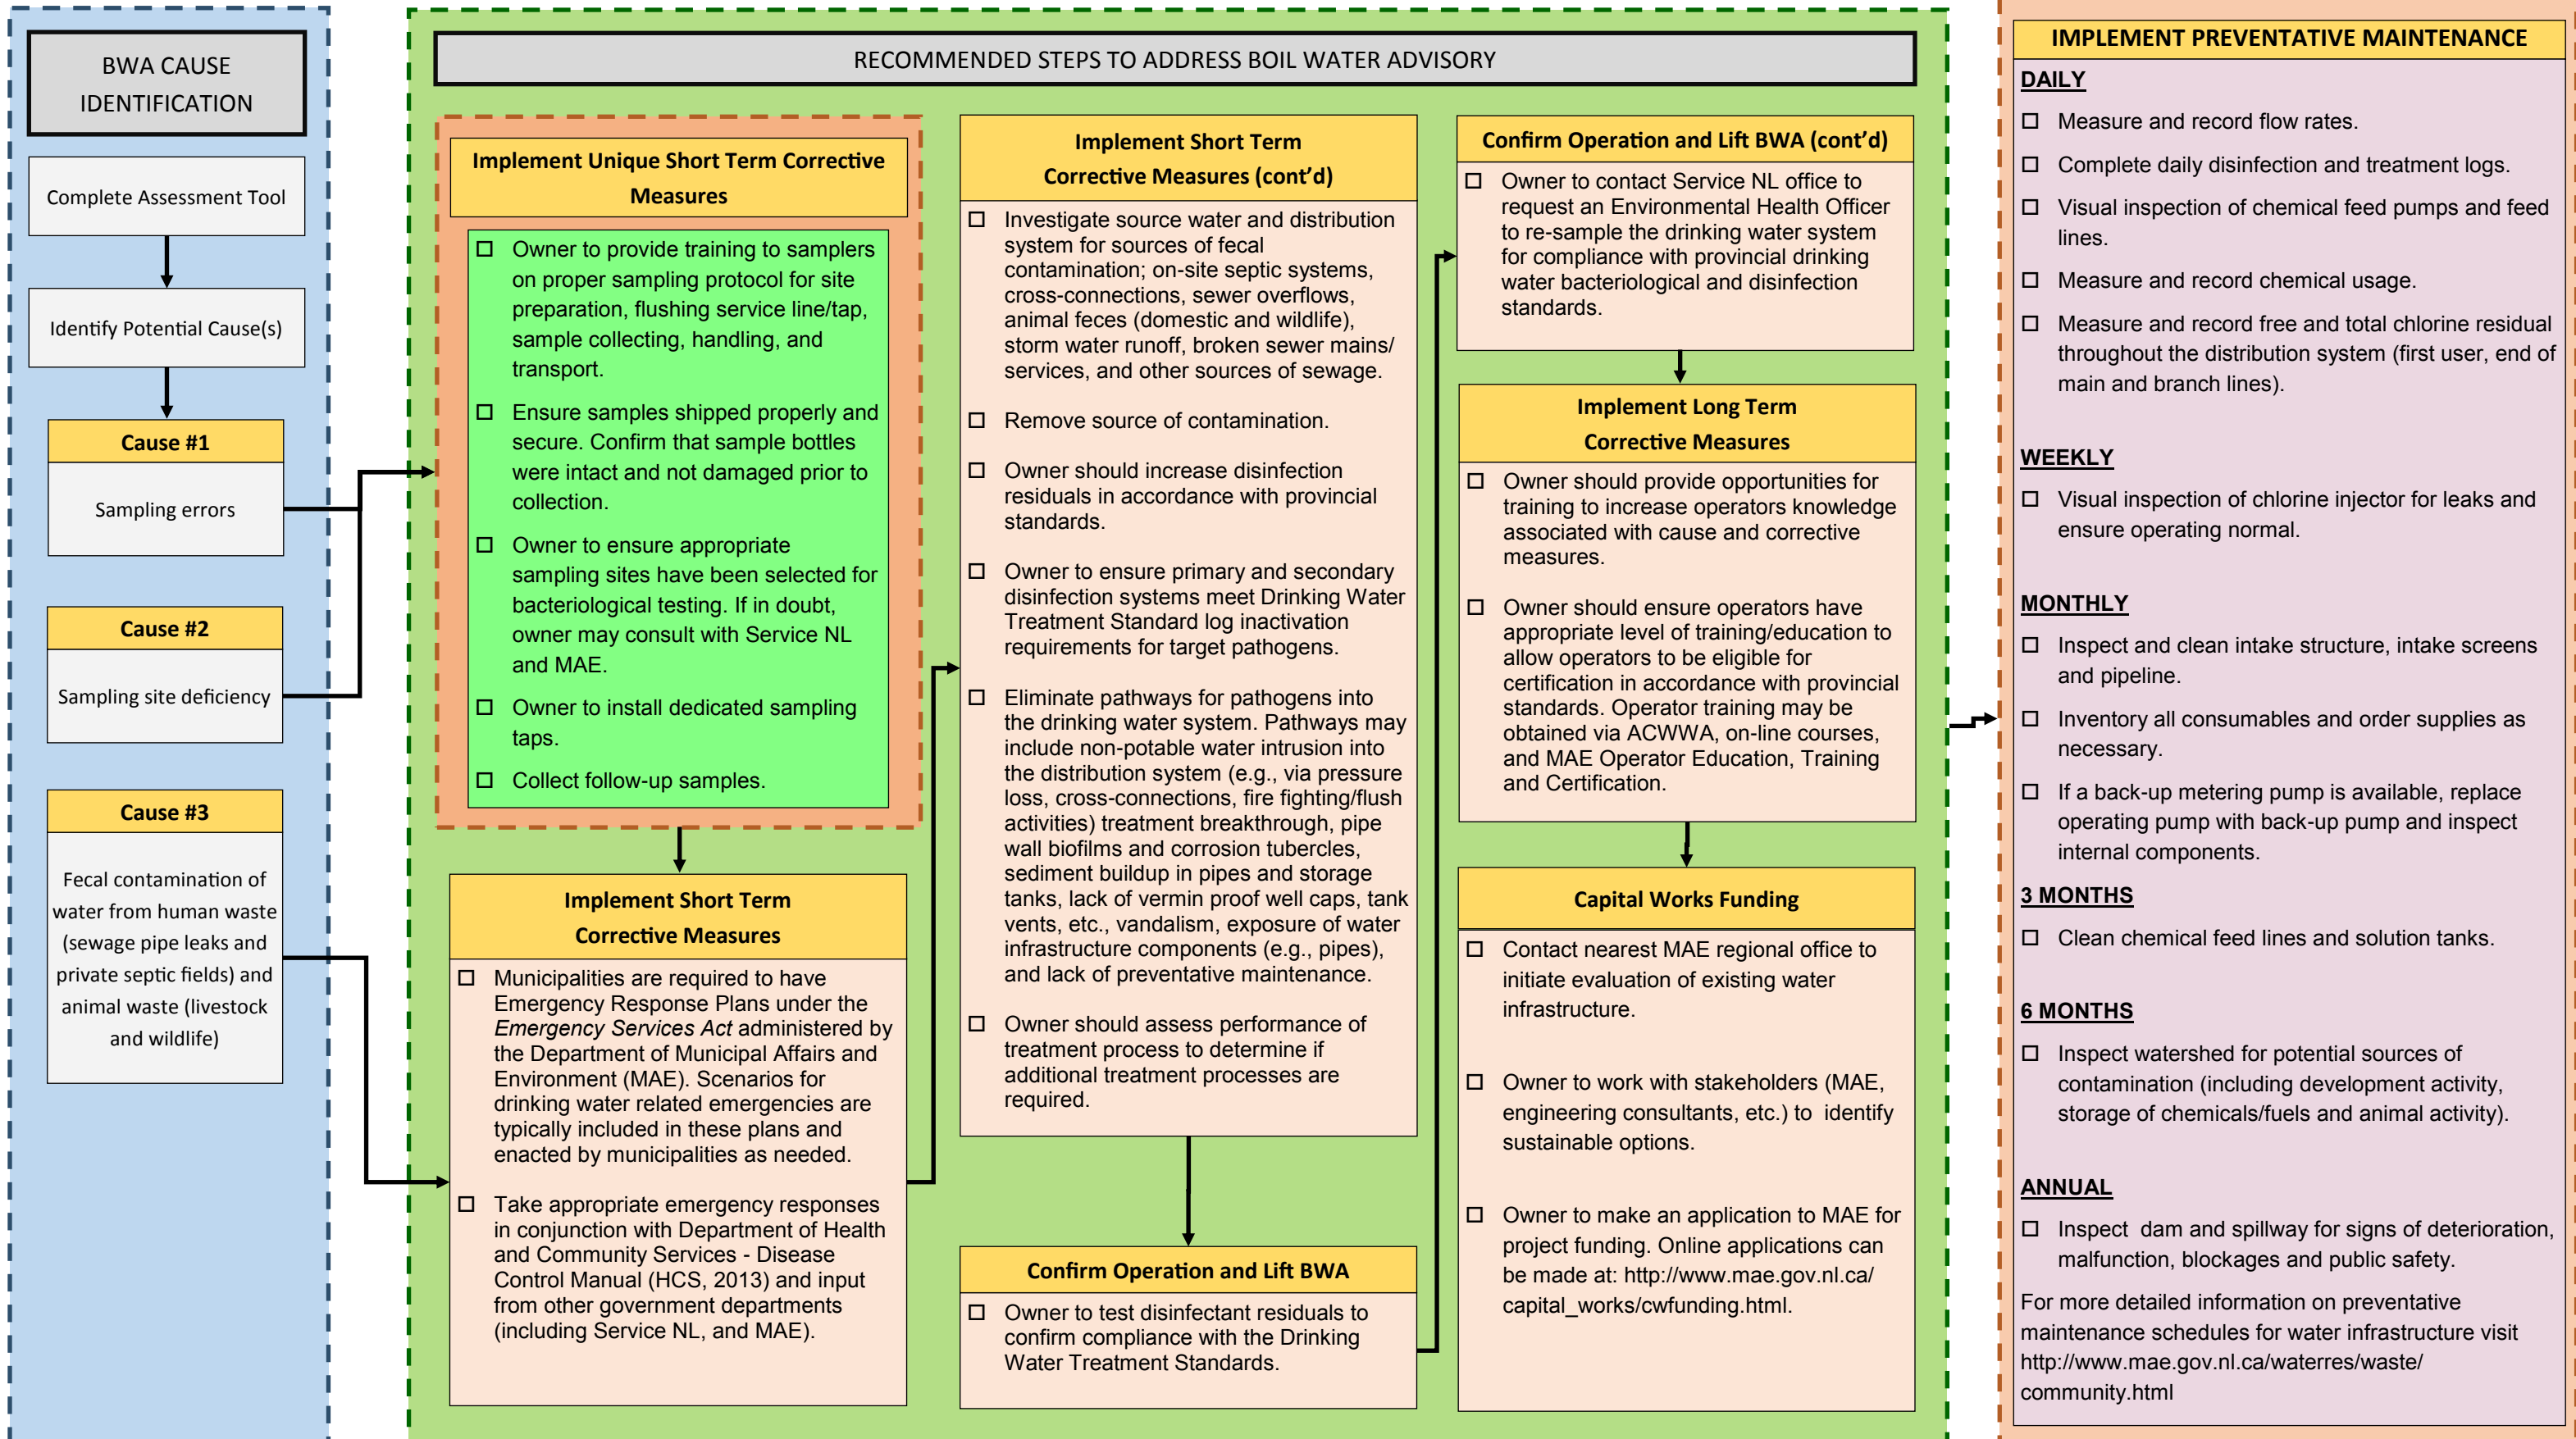 BWA CAUSE
IDENTIFICATION
Complete Assessment Tool
Identify Potential Cause(s)
Cause #1
Sampling errors
Cause #2
Sampling site deficiency
Cause #3
Fecal contamination of
water from human waste
(sewage pipe leaks and
private septic fields) and
animal waste (livestock
and wildlife)
RECOMMENDED STEPS TO ADDRESS BOIL WATER ADVISORY
Implement Unique Short Term Corrective
Measures
☐ Owner to provide training to samplers
on proper sampling protocol for site
preparation, flushing service line/tap,
sample collecting, handling, and
transport.
☐ Ensure samples shipped properly and
secure. Confirm that sample bottles
were intact and not damaged prior to
collection.
☐ Owner to ensure appropriate
sampling sites have been selected for
bacteriological testing. If in doubt,
owner may consult with Service NL
and MAE.
☐ Owner to install dedicated sampling
taps.
☐ Collect follow-up samples.
Implement Short Term
Corrective Measures
☐ Municipalities are required to have
Emergency Response Plans under the
Emergency Services Act administered by
the Department of Municipal Affairs and
Environment (MAE). Scenarios for
drinking water related emergencies are
typically included in these plans and
enacted by municipalities as needed.
☐ Take appropriate emergency responses
in conjunction with Department of Health
and Community Services - Disease
Control Manual (HCS, 2013) and input
from other government departments
(including Service NL, and MAE).
Implement Short Term
Corrective Measures (cont’d)
☐ Investigate source water and distribution
system for sources of fecal
contamination; on-site septic systems,
cross-connections, sewer overflows,
animal feces (domestic and wildlife),
storm water runoff, broken sewer mains/
services, and other sources of sewage.
☐ Remove source of contamination.
☐ Owner should increase disinfection
residuals in accordance with provincial
standards.
☐ Owner to ensure primary and secondary
disinfection systems meet Drinking Water
Treatment Standard log inactivation
requirements for target pathogens.
☐ Eliminate pathways for pathogens into
the drinking water system. Pathways may
include non-potable water intrusion into
the distribution system (e.g., via pressure
loss, cross-connections, fire fighting/flush
activities) treatment breakthrough, pipe
wall biofilms and corrosion tubercles,
sediment buildup in pipes and storage
tanks, lack of vermin proof well caps, tank
vents, etc., vandalism, exposure of water
infrastructure components (e.g., pipes),
and lack of preventative maintenance.
☐ Owner should assess performance of
treatment process to determine if
additional treatment processes are
required.
Confirm Operation and Lift BWA
☐ Owner to test disinfectant residuals to
confirm compliance with the Drinking
Water Treatment Standards.
Confirm Operation and Lift BWA (cont’d)
☐ Owner to contact Service NL office to
request an Environmental Health Officer
to re-sample the drinking water system
for compliance with provincial drinking
water bacteriological and disinfection
standards.
Implement Long Term
Corrective Measures
☐ Owner should provide opportunities for
training to increase operators knowledge
associated with cause and corrective
measures.
☐ Owner should ensure operators have
appropriate level of training/education to
allow operators to be eligible for
certification in accordance with provincial
standards. Operator training may be
obtained via ACWWA, on-line courses,
and MAE Operator Education, Training
and Certification.
Capital Works Funding
☐ Contact nearest MAE regional office to
initiate evaluation of existing water
infrastructure.
☐ Owner to work with stakeholders (MAE,
engineering consultants, etc.) to identify
sustainable options.
☐ Owner to make an application to MAE for
project funding. Online applications can
be made at: http://www.mae.gov.nl.ca/
capital_works/cwfunding.html.
IMPLEMENT PREVENTATIVE MAINTENANCE
DAILY
☐ Measure and record flow rates.
☐ Complete daily disinfection and treatment logs.
☐ Visual inspection of chemical feed pumps and feed
lines.
☐ Measure and record chemical usage.
☐ Measure and record free and total chlorine residual
throughout the distribution system (first user, end of
main and branch lines).
WEEKLY
☐ Visual inspection of chlorine injector for leaks and
ensure operating normal.
MONTHLY
☐ Inspect and clean intake structure, intake screens
and pipeline.
☐ Inventory all consumables and order supplies as
necessary.
☐ If a back-up metering pump is available, replace
operating pump with back-up pump and inspect
internal components.
3 MONTHS
☐ Clean chemical feed lines and solution tanks.
6 MONTHS
☐ Inspect watershed for potential sources of
contamination (including development activity,
storage of chemicals/fuels and animal activity).
ANNUAL
☐ Inspect dam and spillway for signs of deterioration,
malfunction, blockages and public safety.
For more detailed information on preventative
maintenance schedules for water infrastructure visit
http://www.mae.gov.nl.ca/waterres/waste/
community.html